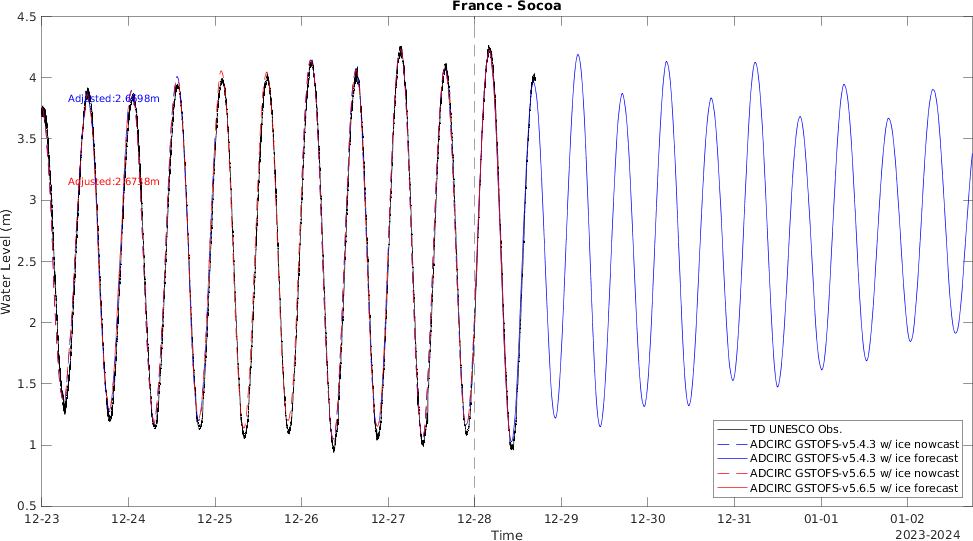 France - Socoa
4.5
4
3.5
3
2.5
2
1.5
1
0.5
Water Level (m)
Adjusted:2.6698m
Adjusted:2.6758m
TD UNESCO Obs.
ADCIRC GSTOFS-v5.4.3 w/ ice nowcast
ADCIRC GSTOFS-v5.4.3 w/ ice forecast
ADCIRC GSTOFS-v5.6.5 w/ ice nowcast
ADCIRC GSTOFS-v5.6.5 w/ ice forecast
12-23 12-24 12-25 12-26 12-27 12-28 12-29 12-30 12-31 01-01 01-02
Time
2023-2024